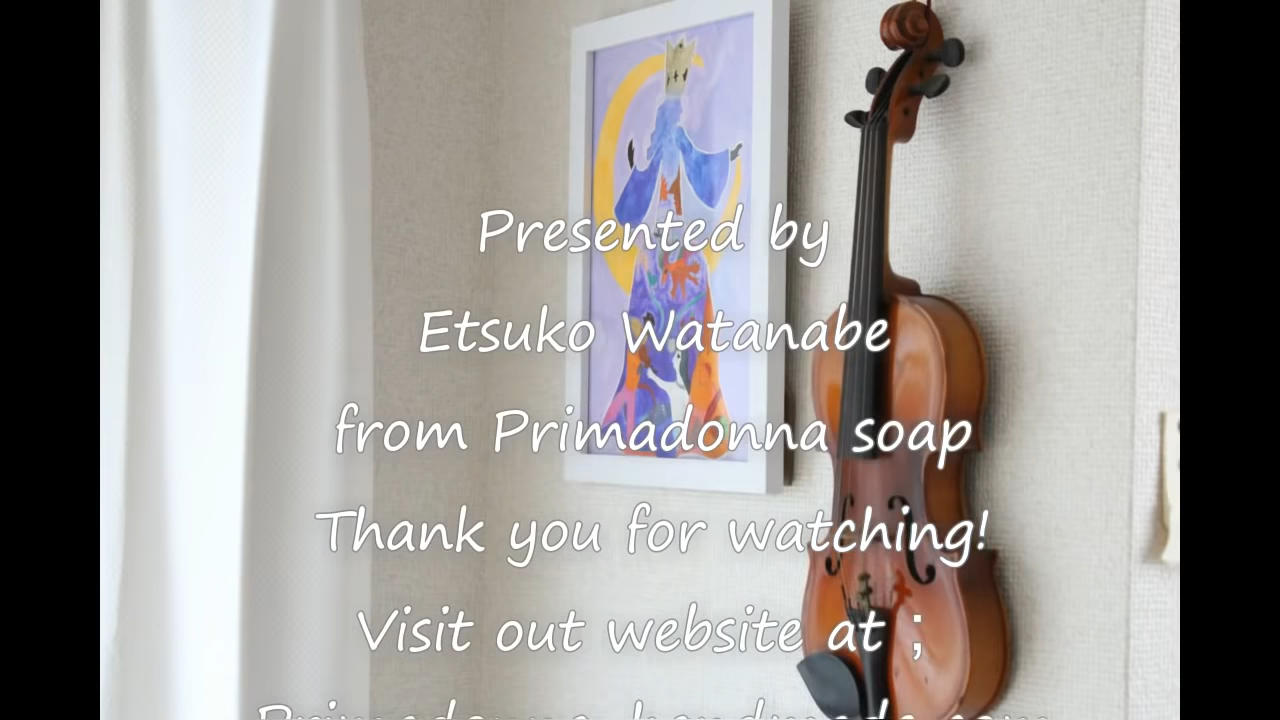 Presented by
Etsuko Watanabe
from Primadonna soap
Thank you for watching!
Visit out website at ;